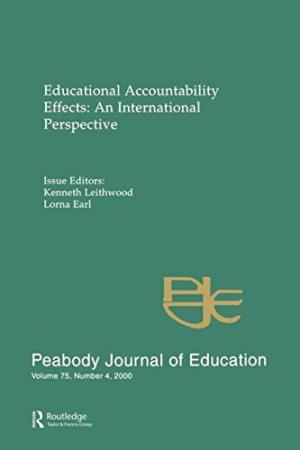 Educational Accountability
Effects: An International
Perspective
Issue Editors:
Kenneth Leithwood
Lorna Earl
PJE
Peabody Journal of Education
Volume 75, Number 4, 2000
Routledge
Taylor & Francis Group